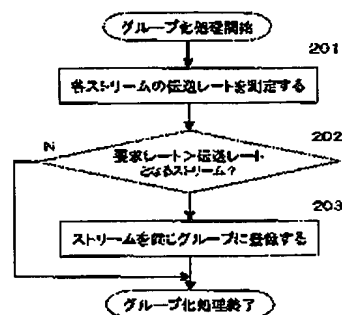 グループ化処理開始
201
各ストリームの伝送レートを測定する
202
N
要求レート>伝送レート
となるストリーム?
203
ストリームを同じグループに登録する
グループ化処理終了